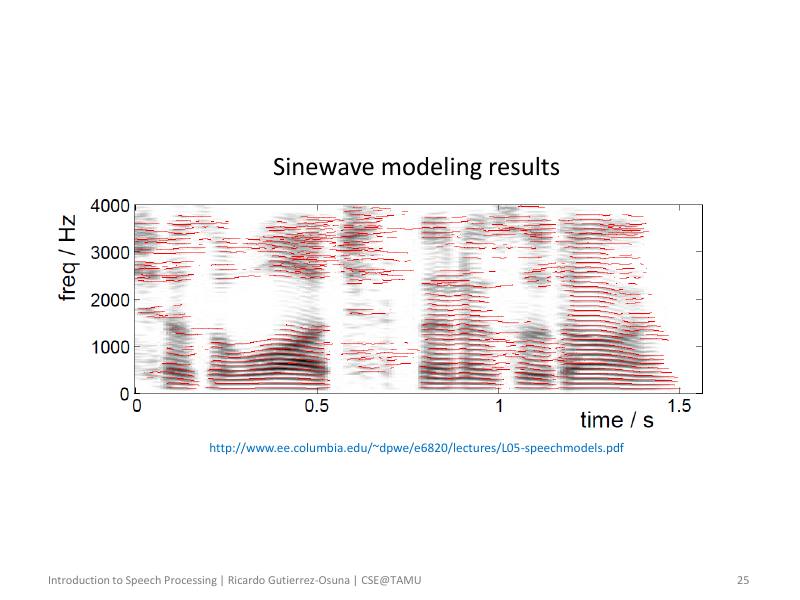 Sinewave modeling results
4000
3000
2000
1000
0
freq / Hz
0 0.5 1 1.5
time / s
http://www.ee.columbia.edu/~dpwe/e6820/lectures/L05-speechmodels.pdf
Introduction to Speech Processing | Ricardo Gutierrez-Osuna | CSE@TAMU 25